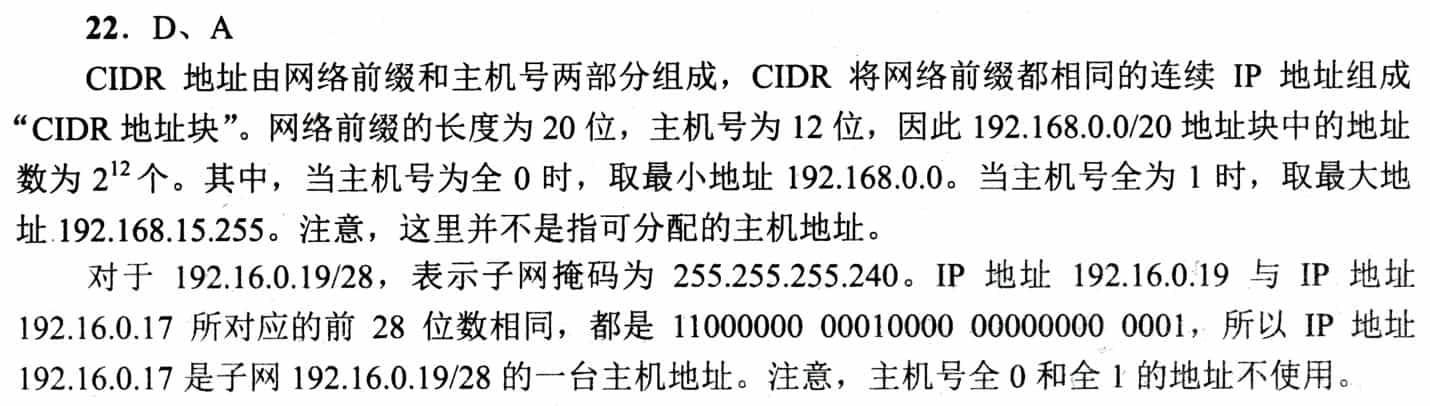 22. D、A
CIDR 地址由网络前缀和主机号两部分组成，CIDR 将网络前缀都相同的连续 IP 地址组成
“CIDR 地址块”。网络前缀的长度为 20 位，主机号为 12 位，因此 192.168.0.0/20 地址块中的地址
数为 2¹² 个。其中，当主机号为全 0 时，取最小地址 192.168.0.0。当主机号全为 1 时，取最大地
址 192.168.15.255。注意，这里并不是指可分配的主机地址。
对于 192.16.0.19/28，表示子网掩码为 255.255.255.240。IP 地址 192.16.0.19 与 IP 地址
192.16.0.17 所对应的前 28 位数相同，都是 11000000 00010000 00000000 0001，所以 IP 地址
192.16.0.17 是子网 192.16.0.19/28 的一台主机地址。注意，主机号全 0 和全 1 的地址不使用。